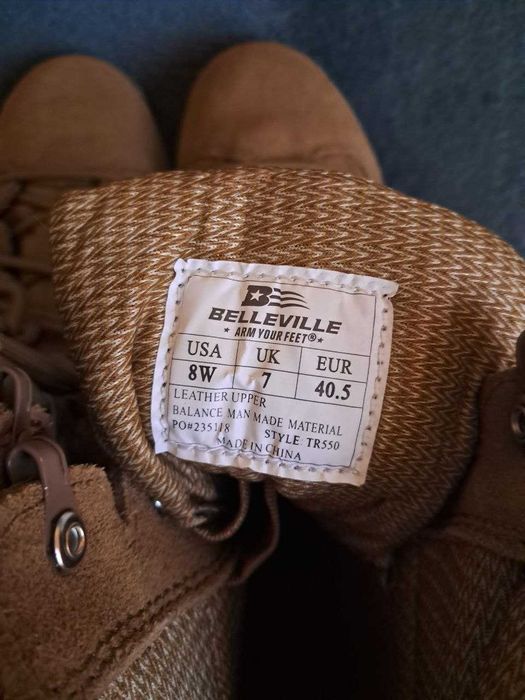 B
BELLEVILLE
★ ARM YOUR FEET®★
USA UK EUR
8W 7 40.5
LEATHER UPPER
BALANCE MAN MADE MATERIAL
PO#235118 STYLE: TR550
MADE IN CHINA